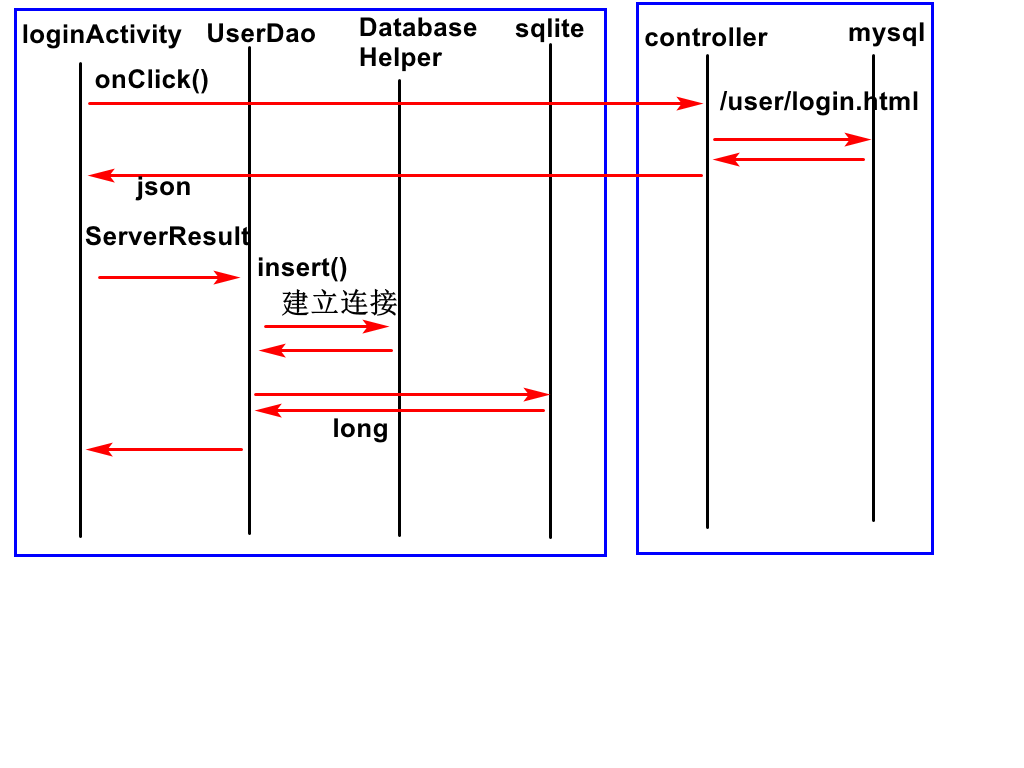 loginActivity
UserDao
Database
Helper
sqlite
controller
mysql
onClick()
/user/login.html
json
ServerResult
insert()
建立连接
long